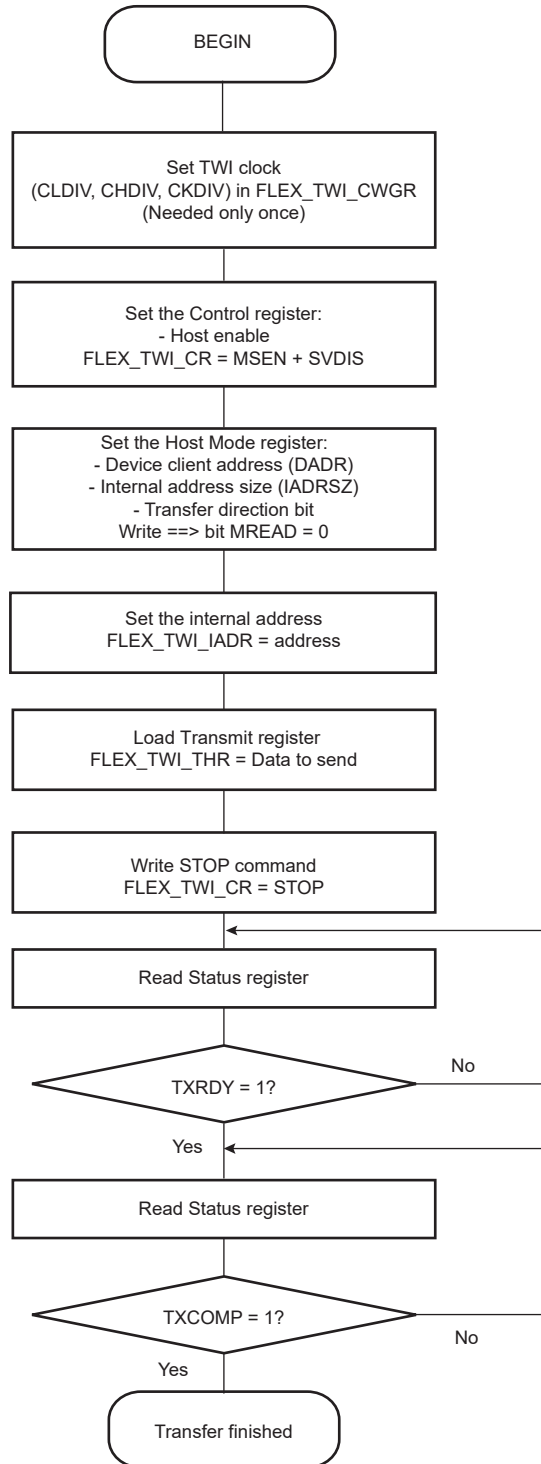 BEGIN
Set TWI clock
(CLDIV, CHDIV, CKDIV) in FLEX_TWI_CWGR
(Needed only once)
Set the Control register:
- Host enable
FLEX_TWI_CR = MSEN + SVDIS
Set the Host Mode register:
- Device client address (DADR)
- Internal address size (IADRSZ)
- Transfer direction bit
Write ==> bit MREAD = 0
Set the internal address
FLEX_TWI_IADR = address
Load Transmit register
FLEX_TWI_THR = Data to send
Write STOP command
FLEX_TWI_CR = STOP
Read Status register
TXRDY = 1?
No
Yes
Read Status register
TXCOMP = 1?
No
Yes
Transfer finished